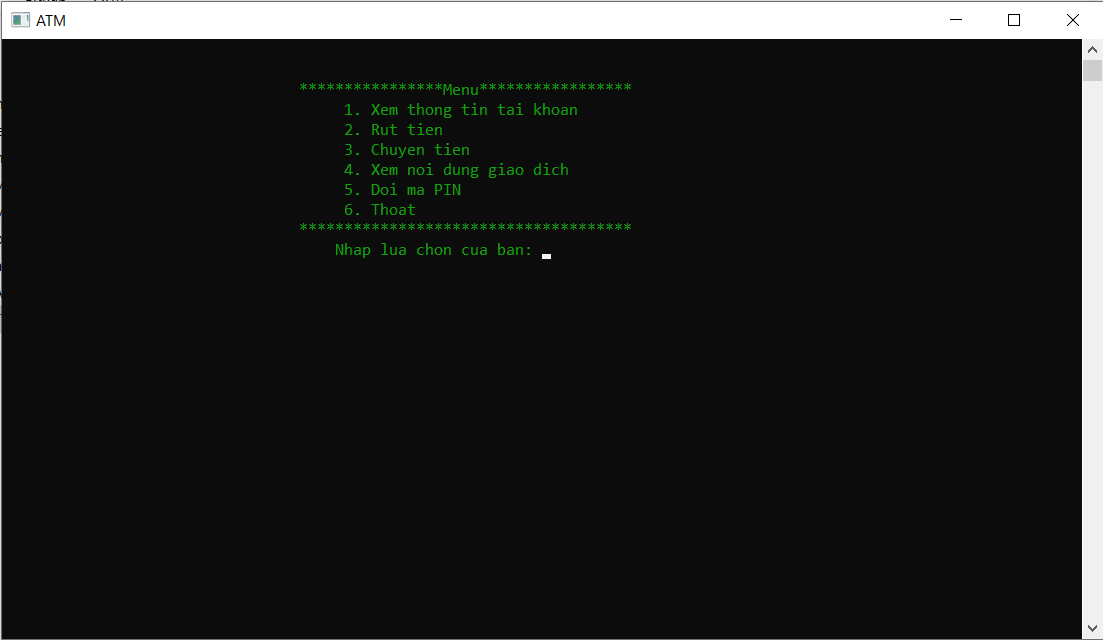 ATM
****************Menu*****************
1. Xem thong tin tai khoan
2. Rut tien
3. Chuyen tien
4. Xem noi dung giao dich
5. Doi ma PIN
6. Thoat
*************************************
Nhap lua chon cua ban: